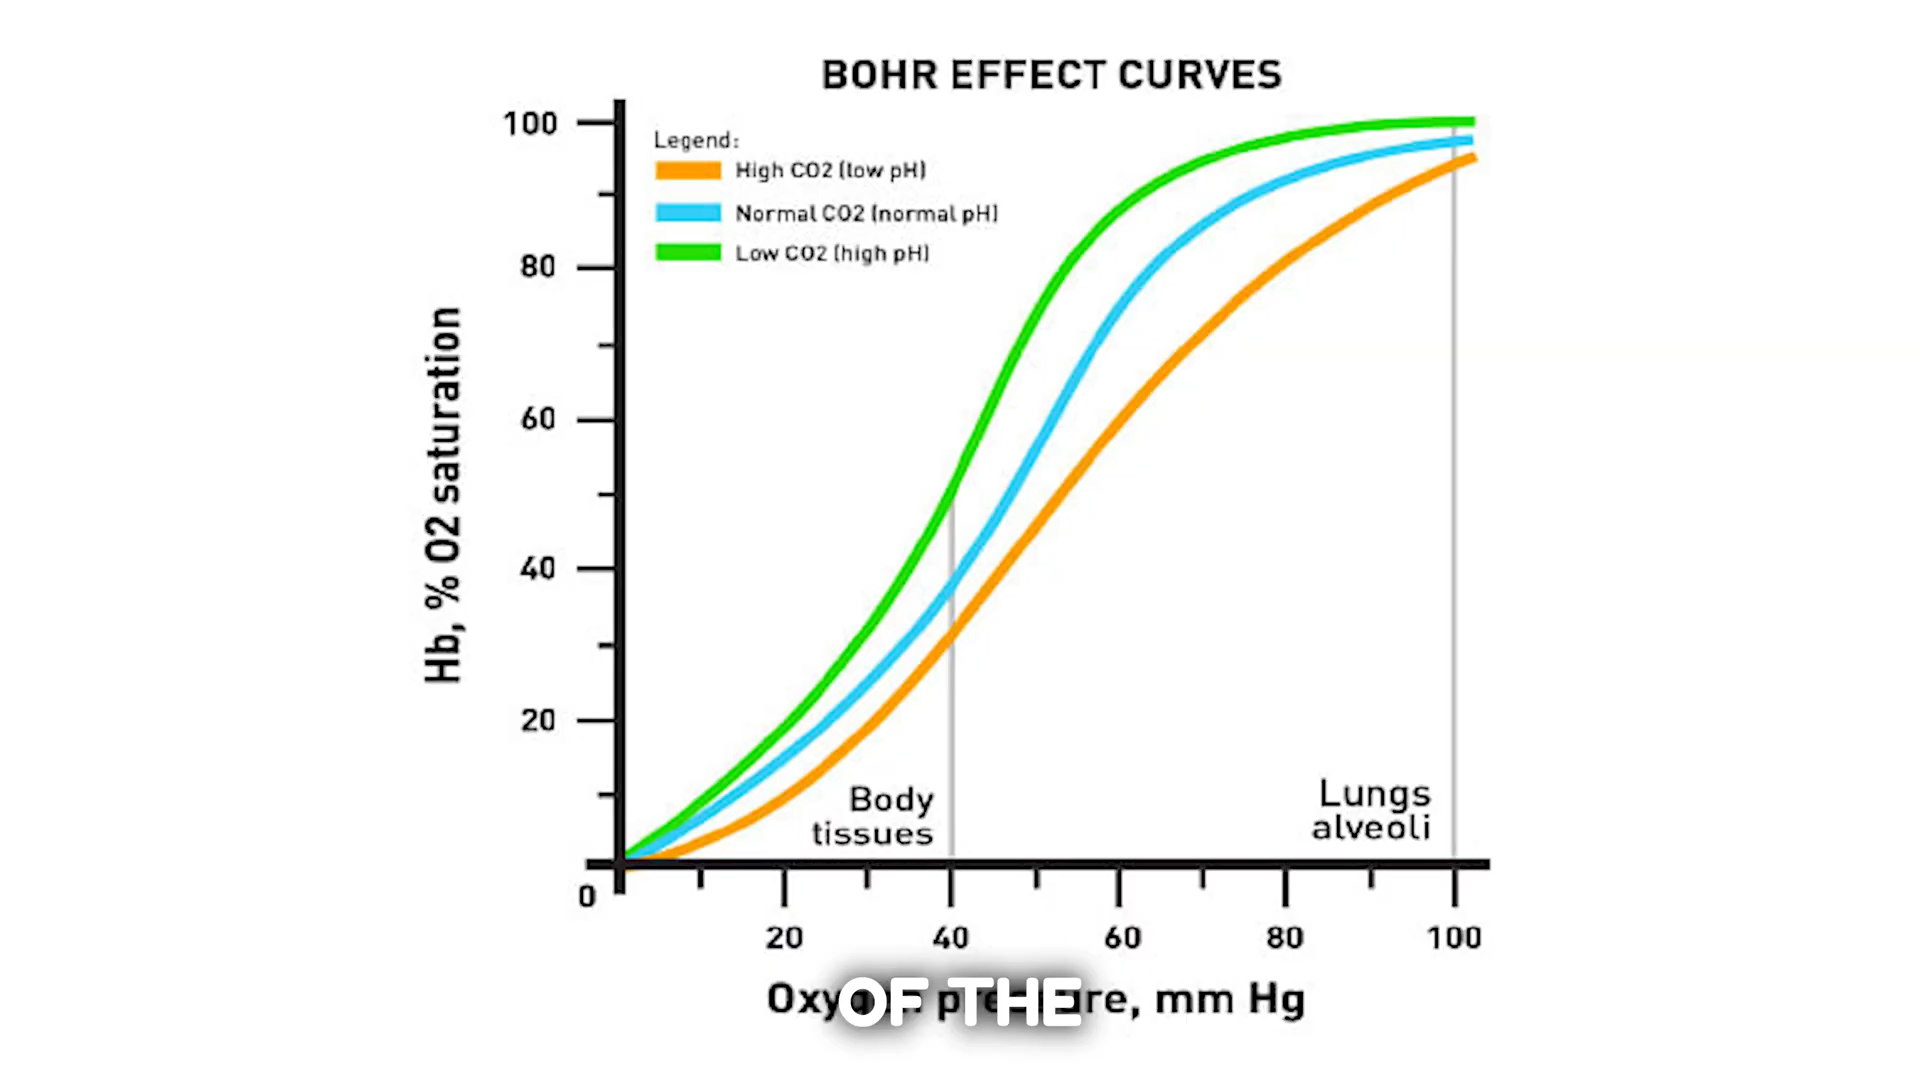 BOHR EFFECT CURVES
Legend:
High CO2 (low pH)
Normal CO2 (normal pH)
Low CO2 (high pH)
100
80
60
40
20
0
Hb, % O2 saturation
Body
tissues
Lungs
alveoli
20 40 60 80 100
Oxygen pressure, mm Hg
OF THE